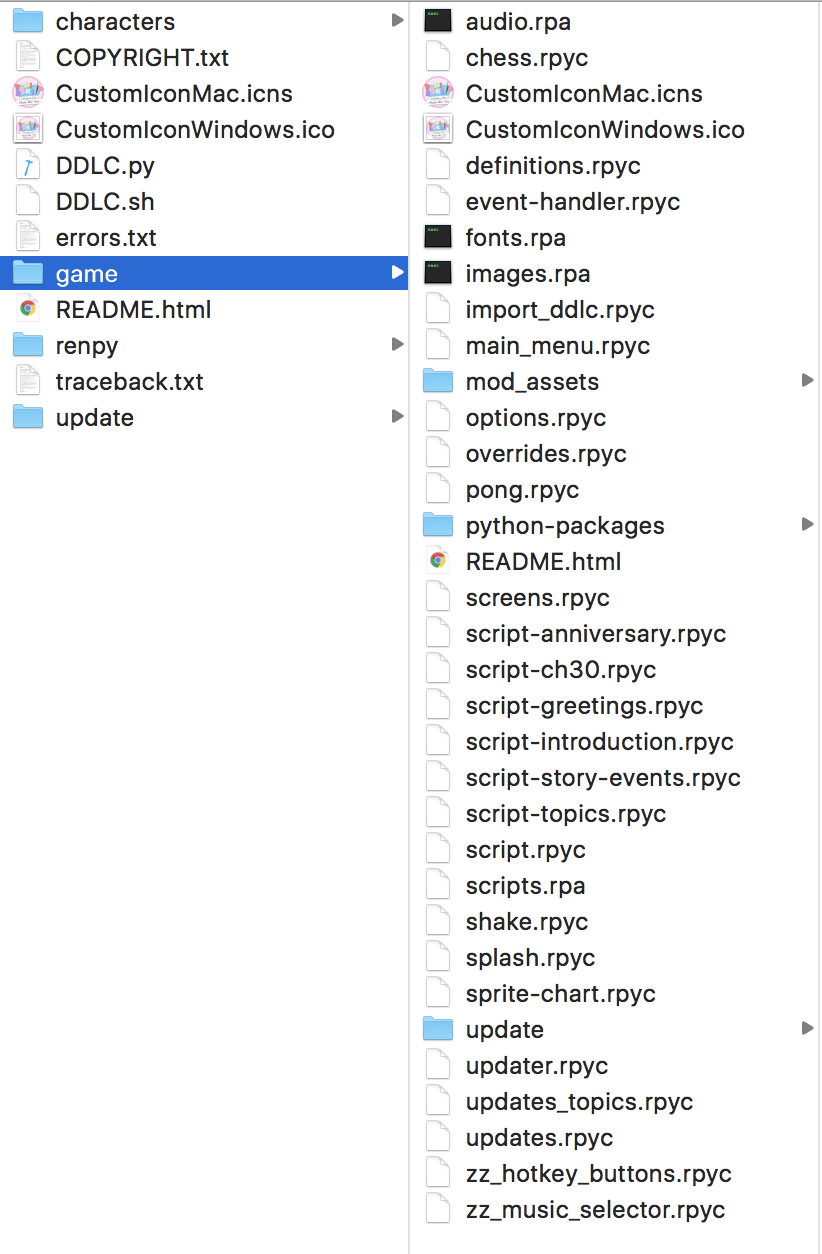 characters
COPYRIGHT.txt
CustomIconMac.icns
CustomIconWindows.ico
DDLC.py
DDLC.sh
errors.txt
game
README.html
renpy
traceback.txt
update
audio.rpa
chess.rpyc
CustomIconMac.icns
CustomIconWindows.ico
definitions.rpyc
event-handler.rpyc
fonts.rpa
images.rpa
import_ddlc.rpyc
main_menu.rpyc
mod_assets
options.rpyc
overrides.rpyc
pong.rpyc
python-packages
README.html
screens.rpyc
script-anniversary.rpyc
script-ch30.rpyc
script-greetings.rpyc
script-introduction.rpyc
script-story-events.rpyc
script-topics.rpyc
script.rpyc
scripts.rpa
shake.rpyc
splash.rpyc
sprite-chart.rpyc
update
updater.rpyc
updates_topics.rpyc
updates.rpyc
zz_hotkey_buttons.rpyc
zz_music_selector.rpyc